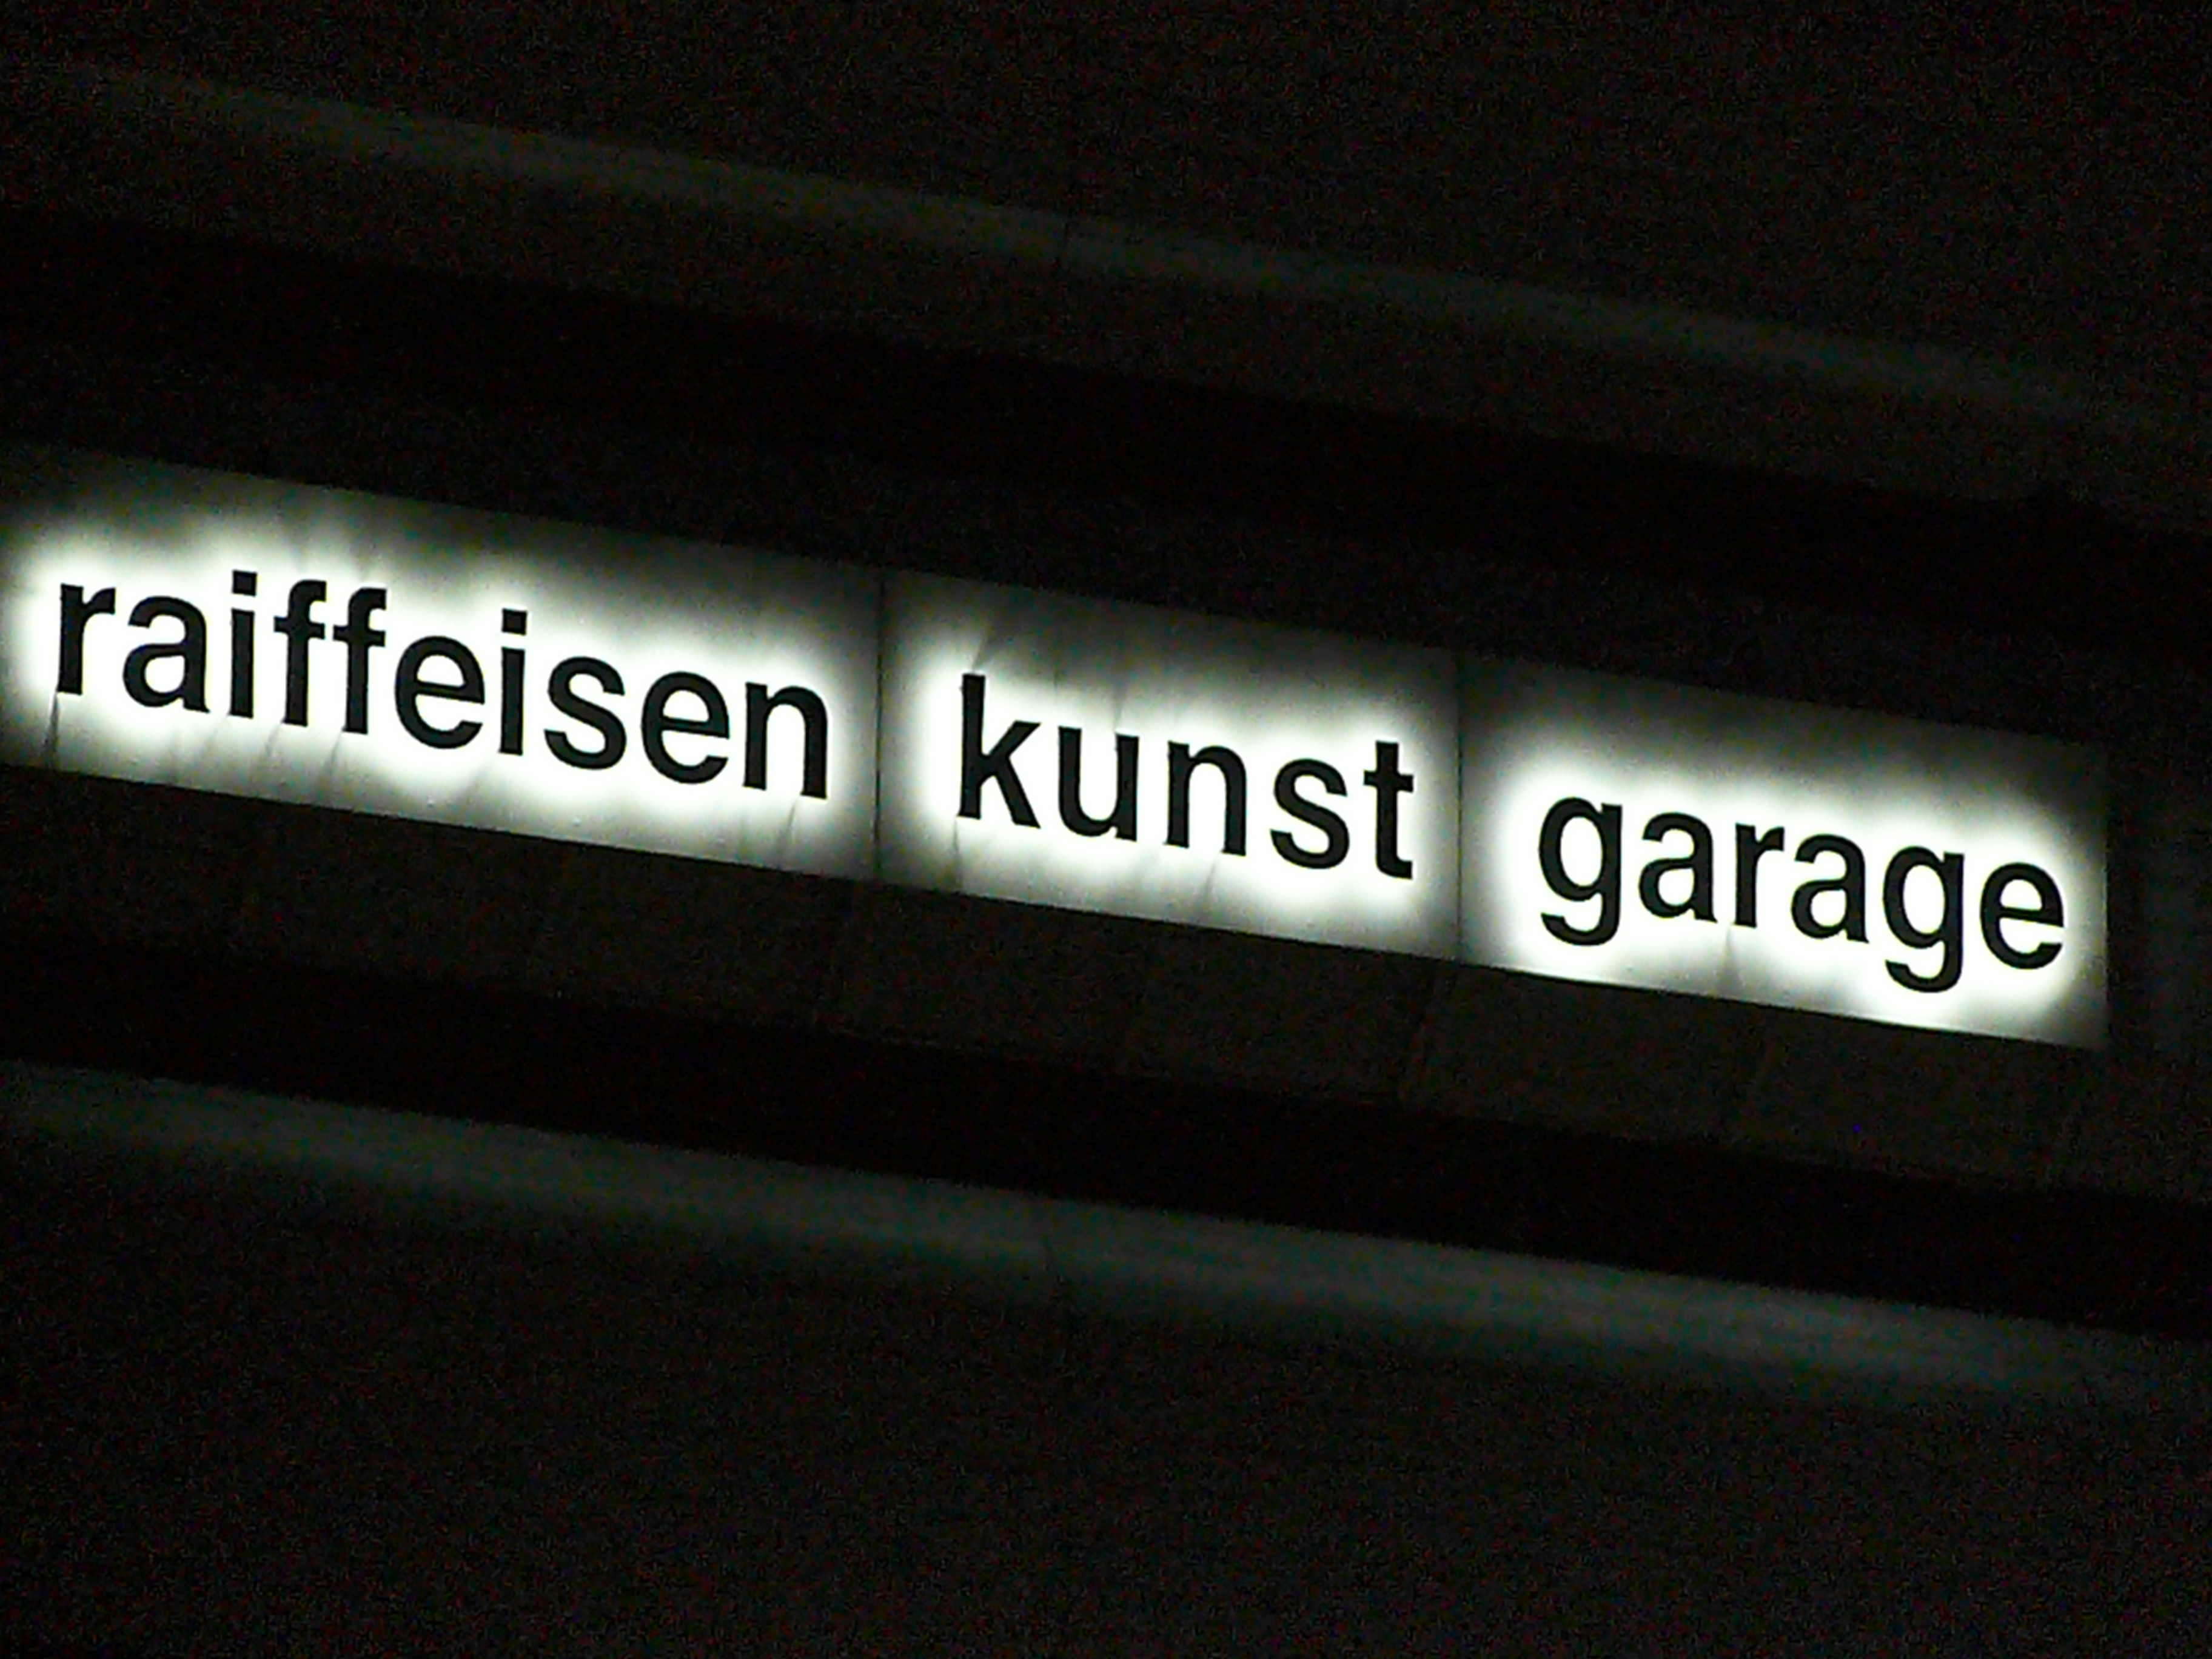 raiffeisen kunst garage